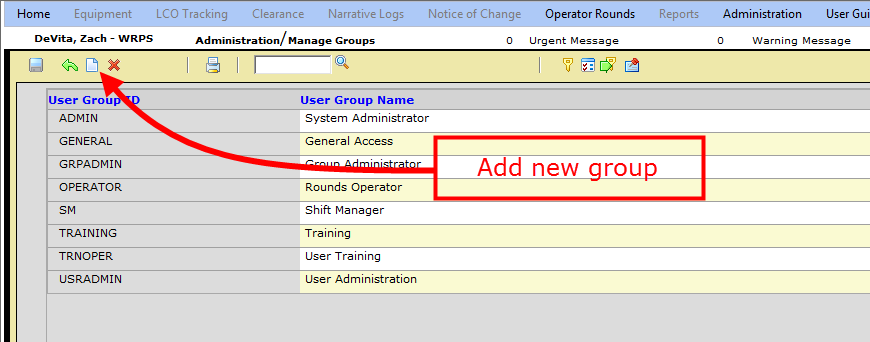 Home Equipment LCO Tracking Clearance Narrative Logs Notice of Change Operator Rounds Reports Administration User Gui
DeVita, Zach - WRPS Administration/Manage Groups 0 Urgent Message 0 Warning Message
User Group ID User Group Name
ADMIN System Administrator
GENERAL General Access
GRPADMIN Group Administrator
Add new group
OPERATOR Rounds Operator
SM Shift Manager
TRAINING Training
TRNOPER User Training
USRADMIN User Administration